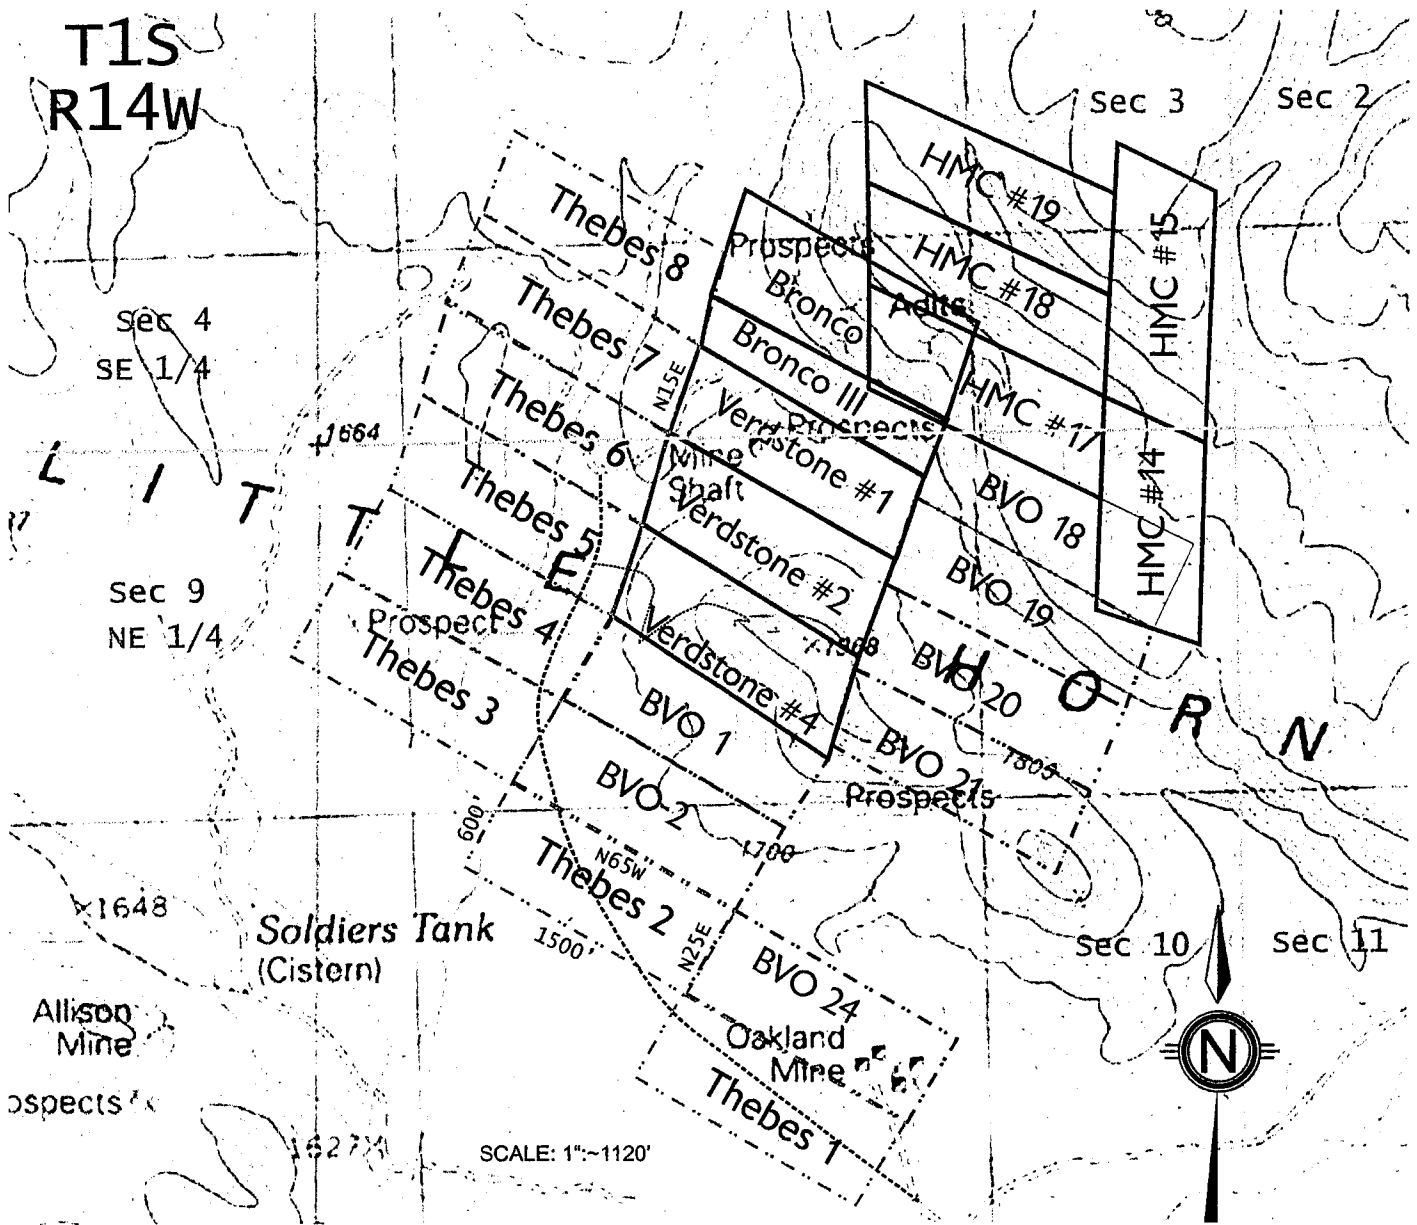 T1S
R14W
Sec 3
Sec 2
HMC #19
HMC #15
Thebes 8
Prospects
HMC #18
Bronco
Adits
Sec 4
SE 1/4
Thebes 7
Bronco III
N15E
HMC #17
Thebes 6
Verdstone #1
Prospects
1664
Mine
Shaft
HMC #14
BVO 18
Thebes 5
Verdstone #2
BVO 19
LITTLE HORN
Sec 9
NE 1/4
Thebes 4
Prospect
1968
BVO 20
Thebes 3
Verdstone #4
BVO 1
BVO 21
1805
Prospects
BVO 2
600'
1700
N65W
Thebes 2
1648
Soldiers Tank
(Cistern)
1500'
N25E
Sec 10
Sec 11
BVO 24
Allison
Mine
Oakland
Mine
N
ospects
Thebes 1
1627
SCALE: 1":~1120'